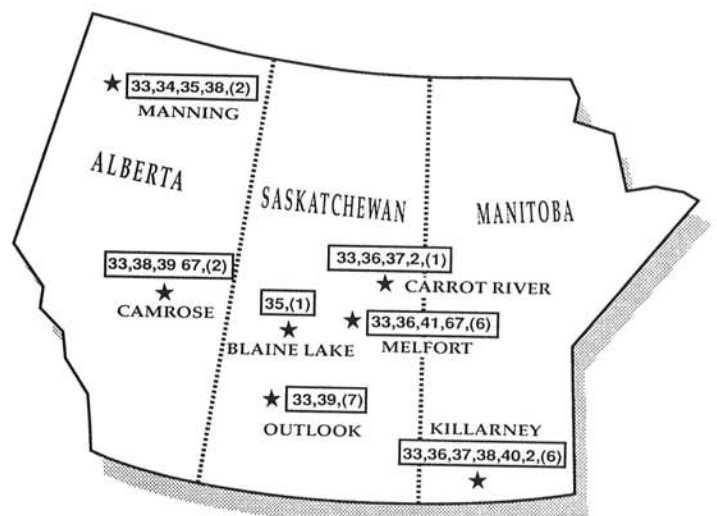 33,34,35,38,(2)
MANNING
ALBERTA
SASKATCHEWAN
MANITOBA
33,36,37,2,(1)
33,38,39 67,(2)
CARROT RIVER
CAMROSE
35,(1)
33,36,41,67,(6)
BLAINE LAKE
MELFORT
33,39,(7)
OUTLOOK
KILLARNEY
33,36,37,38,40,2,(6)